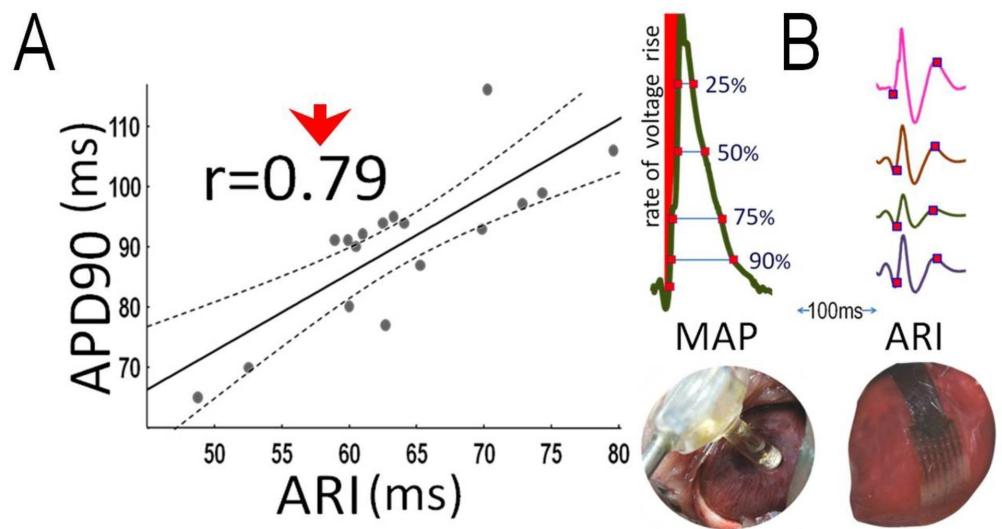 A
B
r=0.79
APD90 (ms)
110
100
90
80
70
50
55
60
65
70
75
80
ARI (ms)
rate of voltage rise
25%
50%
75%
90%
100ms
MAP
ARI